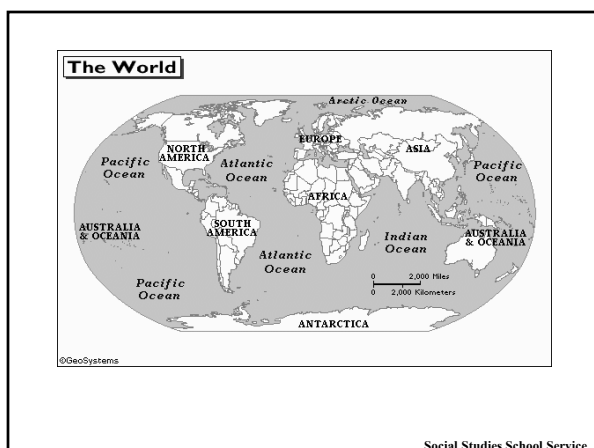 The World
Arctic Ocean
NORTH
AMERICA
EUROPE
ASIA
Pacific
Ocean
Atlantic
Ocean
Pacific
Ocean
AFRICA
AUSTRALIA
& OCEANIA
SOUTH
AMERICA
Indian
Ocean
AUSTRALIA
& OCEANIA
Atlantic
Ocean
0 2,000 Miles
0 2,000 Kilometers
Pacific
Ocean
ANTARCTICA
©GeoSystems
Social Studies School Service